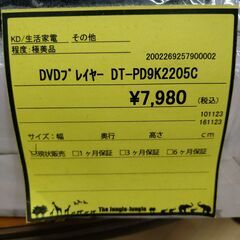 KD/生活家電 その他
程度:極美品
2002269257900002
DVDﾌﾟﾚｲﾔｰ DT-PD9K2205C
¥7,980 (税込)
101123
161123
サイズ:幅 奥行 高さ cm
☑現状販売 □1ヶ月保証 □3ヶ月保証 □6ヶ月保証
The Jungle Jungle